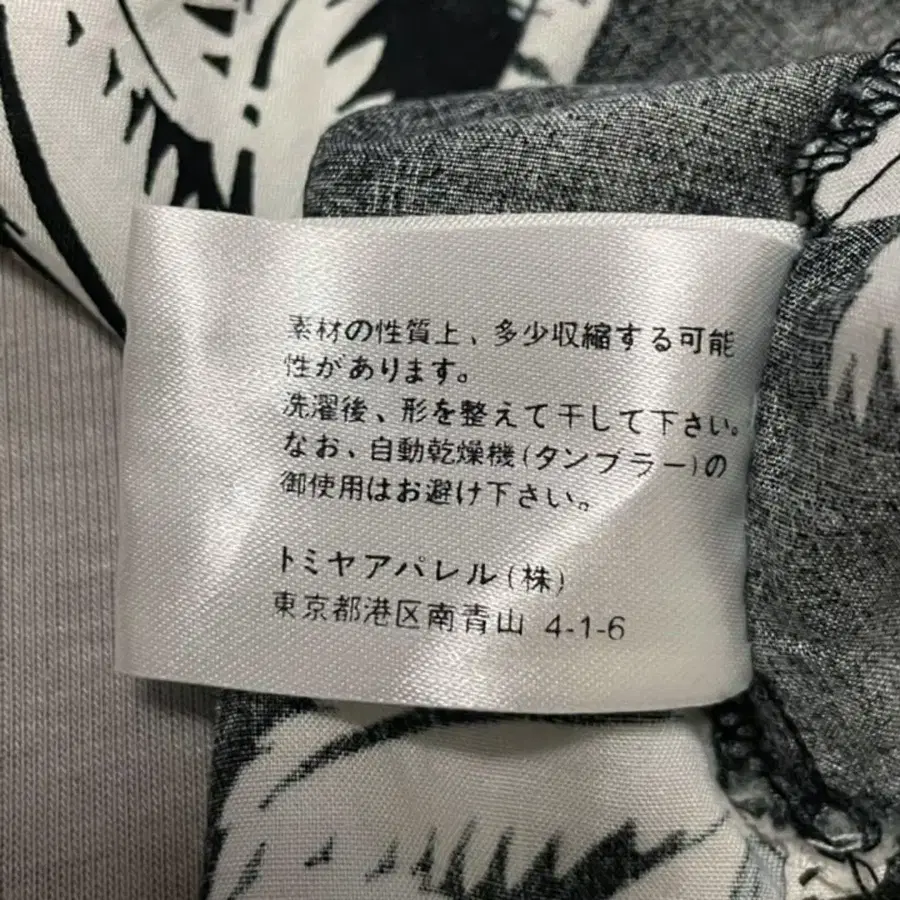 素材の性質上、多少収縮する可能
性があります。
洗濯後、形を整えて干して下さい。
なお、自動乾燥機(タンブラー)の
御使用はお避け下さい。
トミヤアパレル(株)
東京都港区南青山 4-1-6